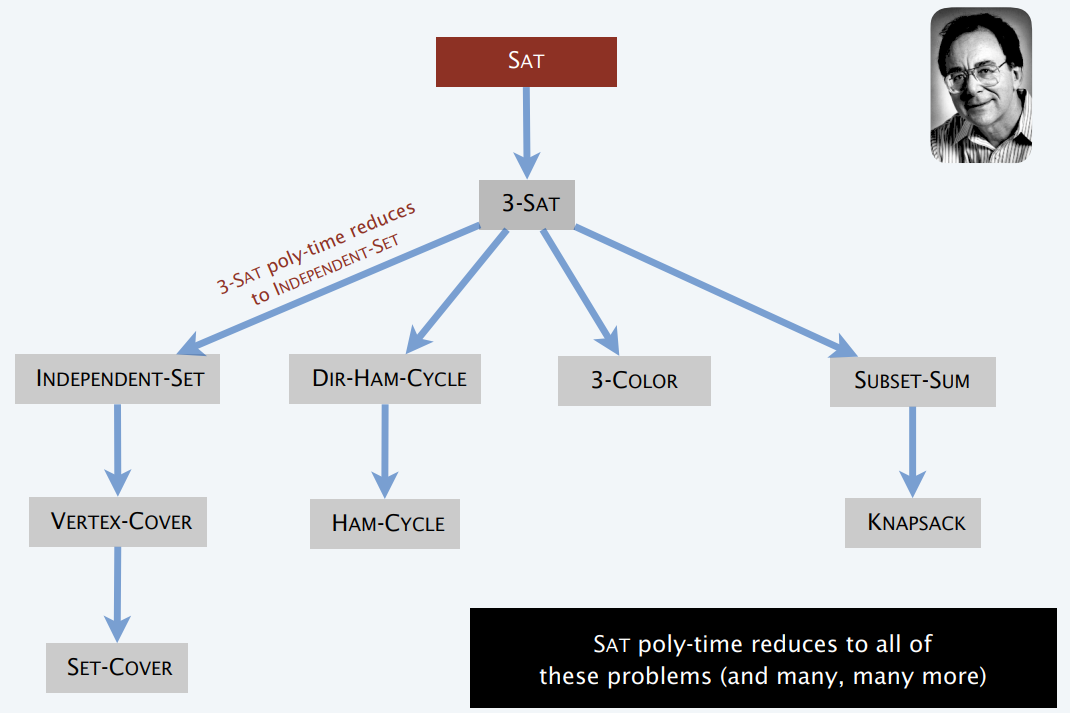 SAT
3-SAT
3-SAT poly-time reduces
to INDEPENDENT-SET
INDEPENDENT-SET
DIR-HAM-CYCLE
3-COLOR
SUBSET-SUM
VERTEX-COVER
HAM-CYCLE
KNAPSACK
SET-COVER
SAT poly-time reduces to all of
these problems (and many, many more)